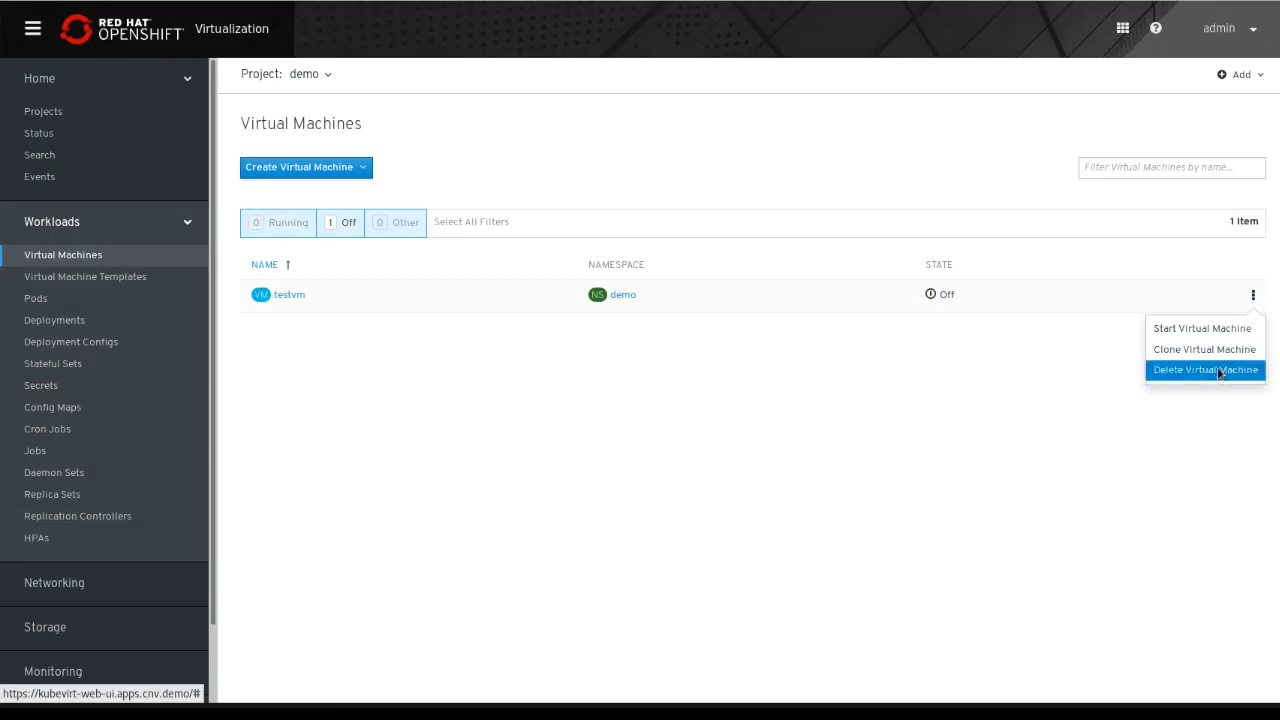 RED HAT
OPENSHIFT Virtualization
admin
Home
Projects
Status
Search
Events
Workloads
Virtual Machines
Virtual Machine Templates
Pods
Deployments
Deployment Configs
Stateful Sets
Secrets
Config Maps
Cron Jobs
Jobs
Daemon Sets
Replica Sets
Replication Controllers
HPAs
Networking
Storage
Monitoring
https://kubevirt-web-ui.apps.cnv.demo/#
Project: demo
Add
Virtual Machines
Create Virtual Machine
Filter Virtual Machines by name...
0 Running 1 Off 0 Other Select All Filters 1 Item
NAME NAMESPACE STATE
VM testvm NS demo Off
Start Virtual Machine
Clone Virtual Machine
Delete Virtual Machine